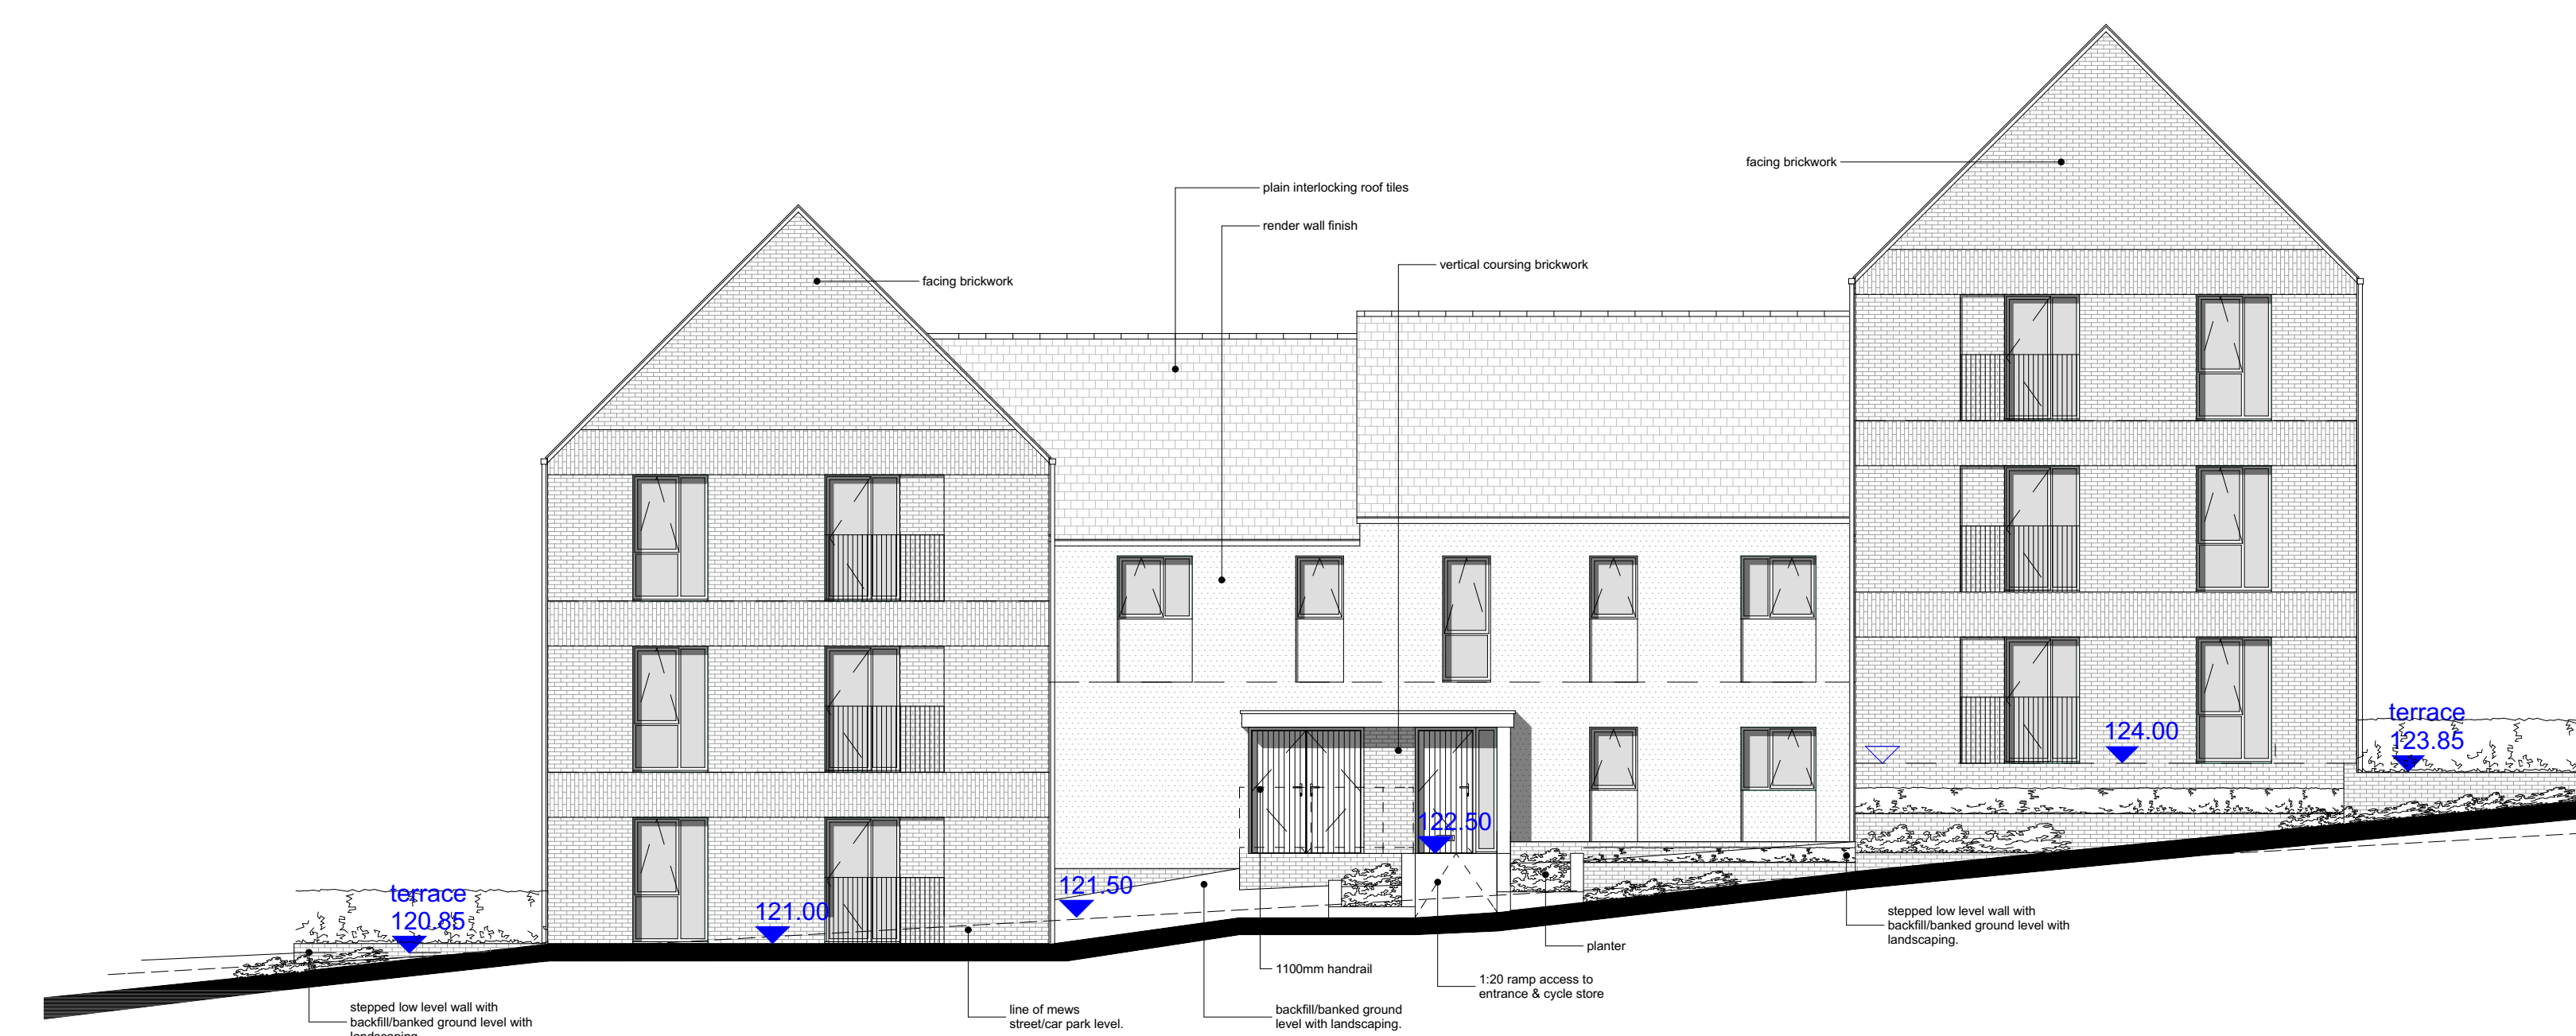 facing brickwork
plain interlocking roof tiles
render wall finish
vertical coursing brickwork
facing brickwork
terrace
123.85
124.00
122.50
121.50
terrace
120.85
121.00
stepped low level wall with
backfill/banked ground level with
landscaping.
planter
1100mm handrail
1:20 ramp access to
entrance & cycle store
stepped low level wall with
backfill/banked ground level with
landscaping.
line of mews
street/car park level.
backfill/banked ground
level with landscaping.